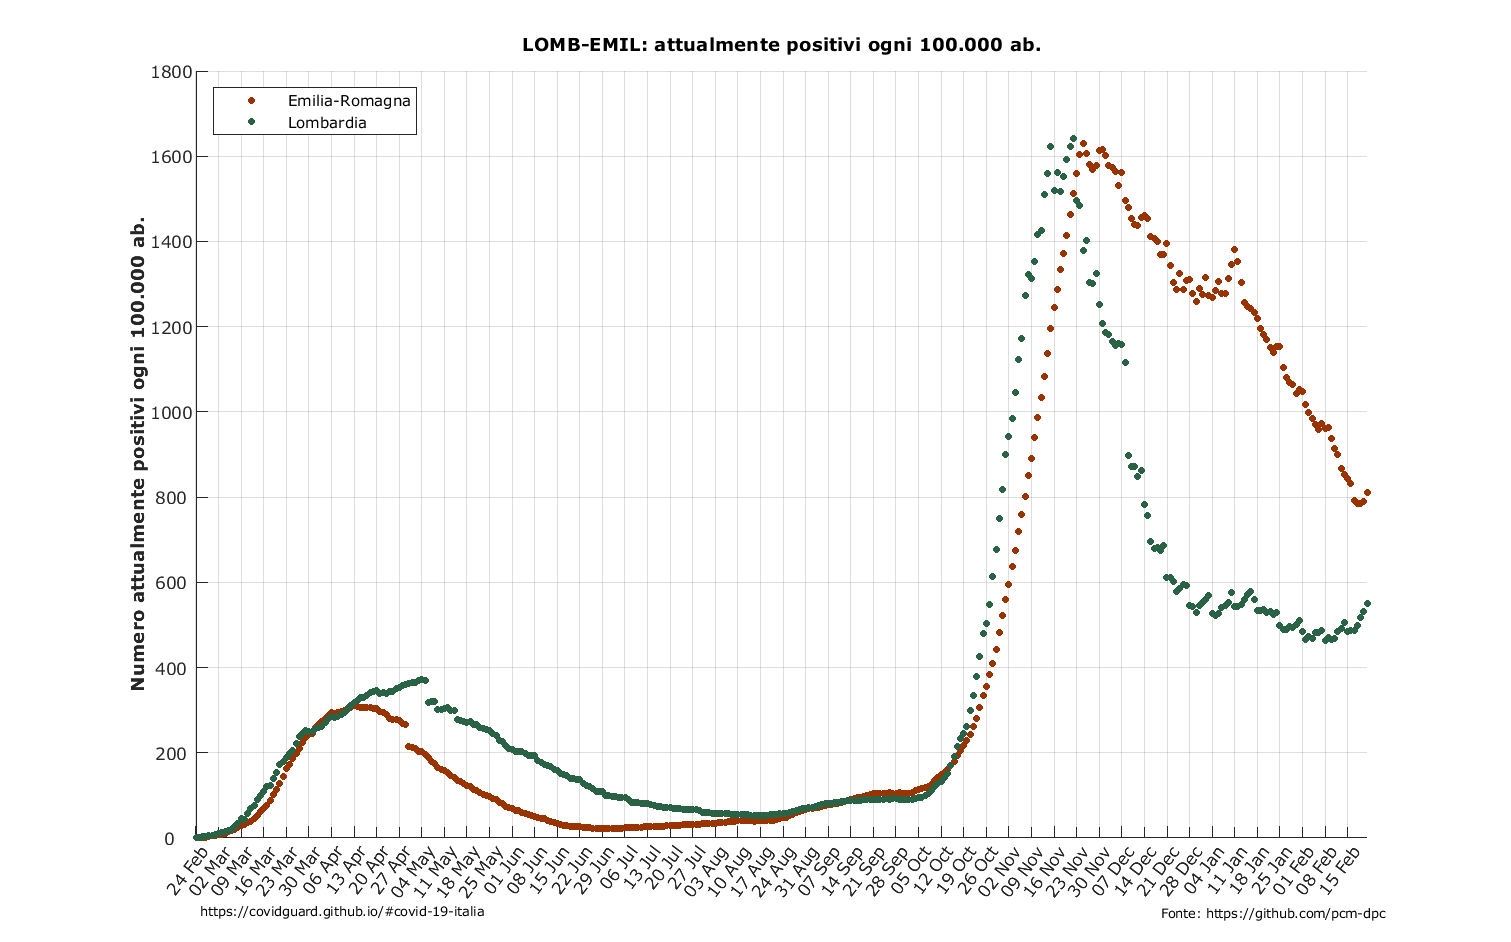 LOMB-EMIL: attualmente positivi ogni 100.000 ab.
Numero attualmente positivi ogni 100.000 ab.
Emilia-Romagna
Lombardia
1800
1600
1400
1200
1000
800
600
400
200
0
24 Feb
02 Mar
09 Mar
16 Mar
23 Mar
30 Mar
06 Apr
13 Apr
20 Apr
27 Apr
04 May
11 May
18 May
25 May
01 Jun
08 Jun
15 Jun
22 Jun
29 Jun
06 Jul
13 Jul
20 Jul
27 Jul
03 Aug
10 Aug
17 Aug
24 Aug
31 Aug
07 Sep
14 Sep
21 Sep
28 Sep
05 Oct
12 Oct
19 Oct
26 Oct
02 Nov
09 Nov
16 Nov
23 Nov
30 Nov
07 Dec
14 Dec
21 Dec
28 Dec
04 Jan
11 Jan
18 Jan
25 Jan
01 Feb
08 Feb
15 Feb
https://covidguard.github.io/#covid-19-italia
Fonte: https://github.com/pcm-dpc